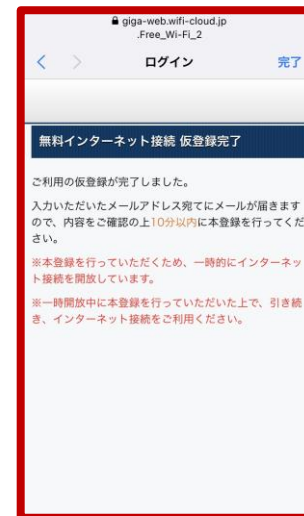 giga-web.wifi-cloud.jp
.Free_Wi-Fi_2
ログイン
完了
無料インターネット接続 仮登録完了
ご利用の仮登録が完了しました。
入力いただいたメールアドレス宛てにメールが届きます
ので、内容をご確認の上10分以内に本登録を行ってくだ
さい。
※本登録を行っていただくため、一時的にインターネッ
ト接続を開放しています。
※一時開放中に本登録を行っていただいた上で、引き続
き、インターネット接続をご利用ください。